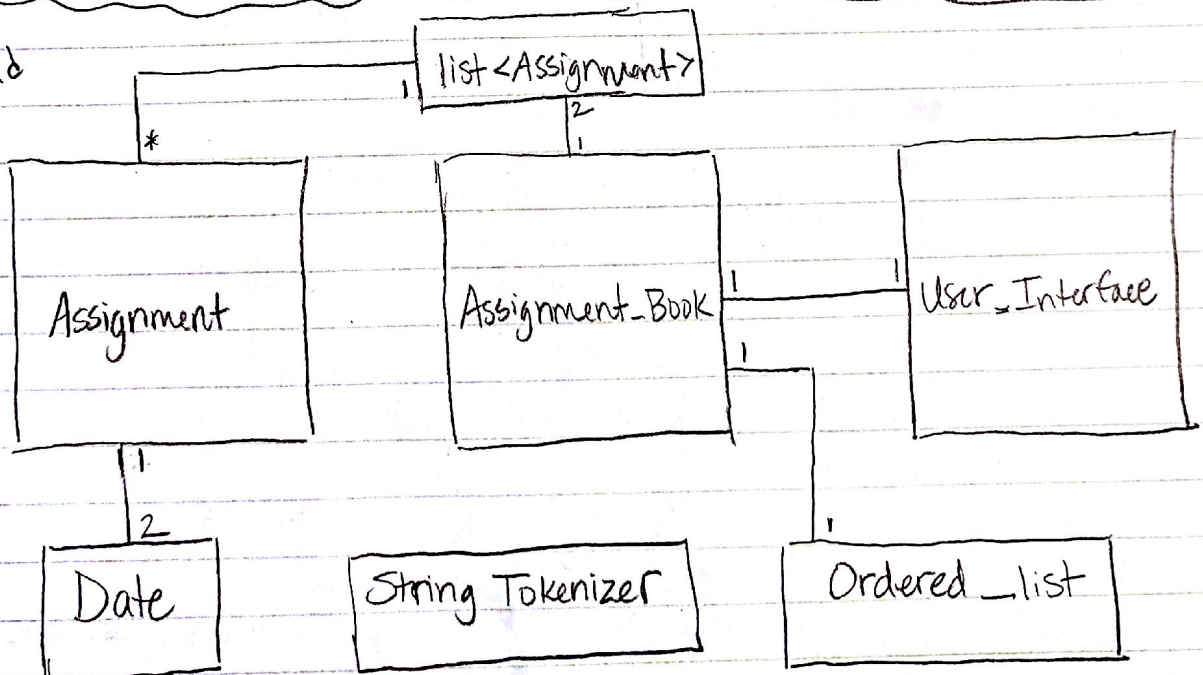 d
list<Assignment>
1
*
2
1
Assignment
Assignment_Book
1
1
User_Interface
1
1
2
1
Date
String Tokenizer
Ordered_list